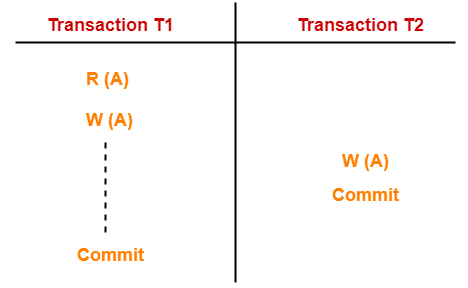 Transaction T1 Transaction T2
R (A)
W (A)
W (A)
Commit
Commit